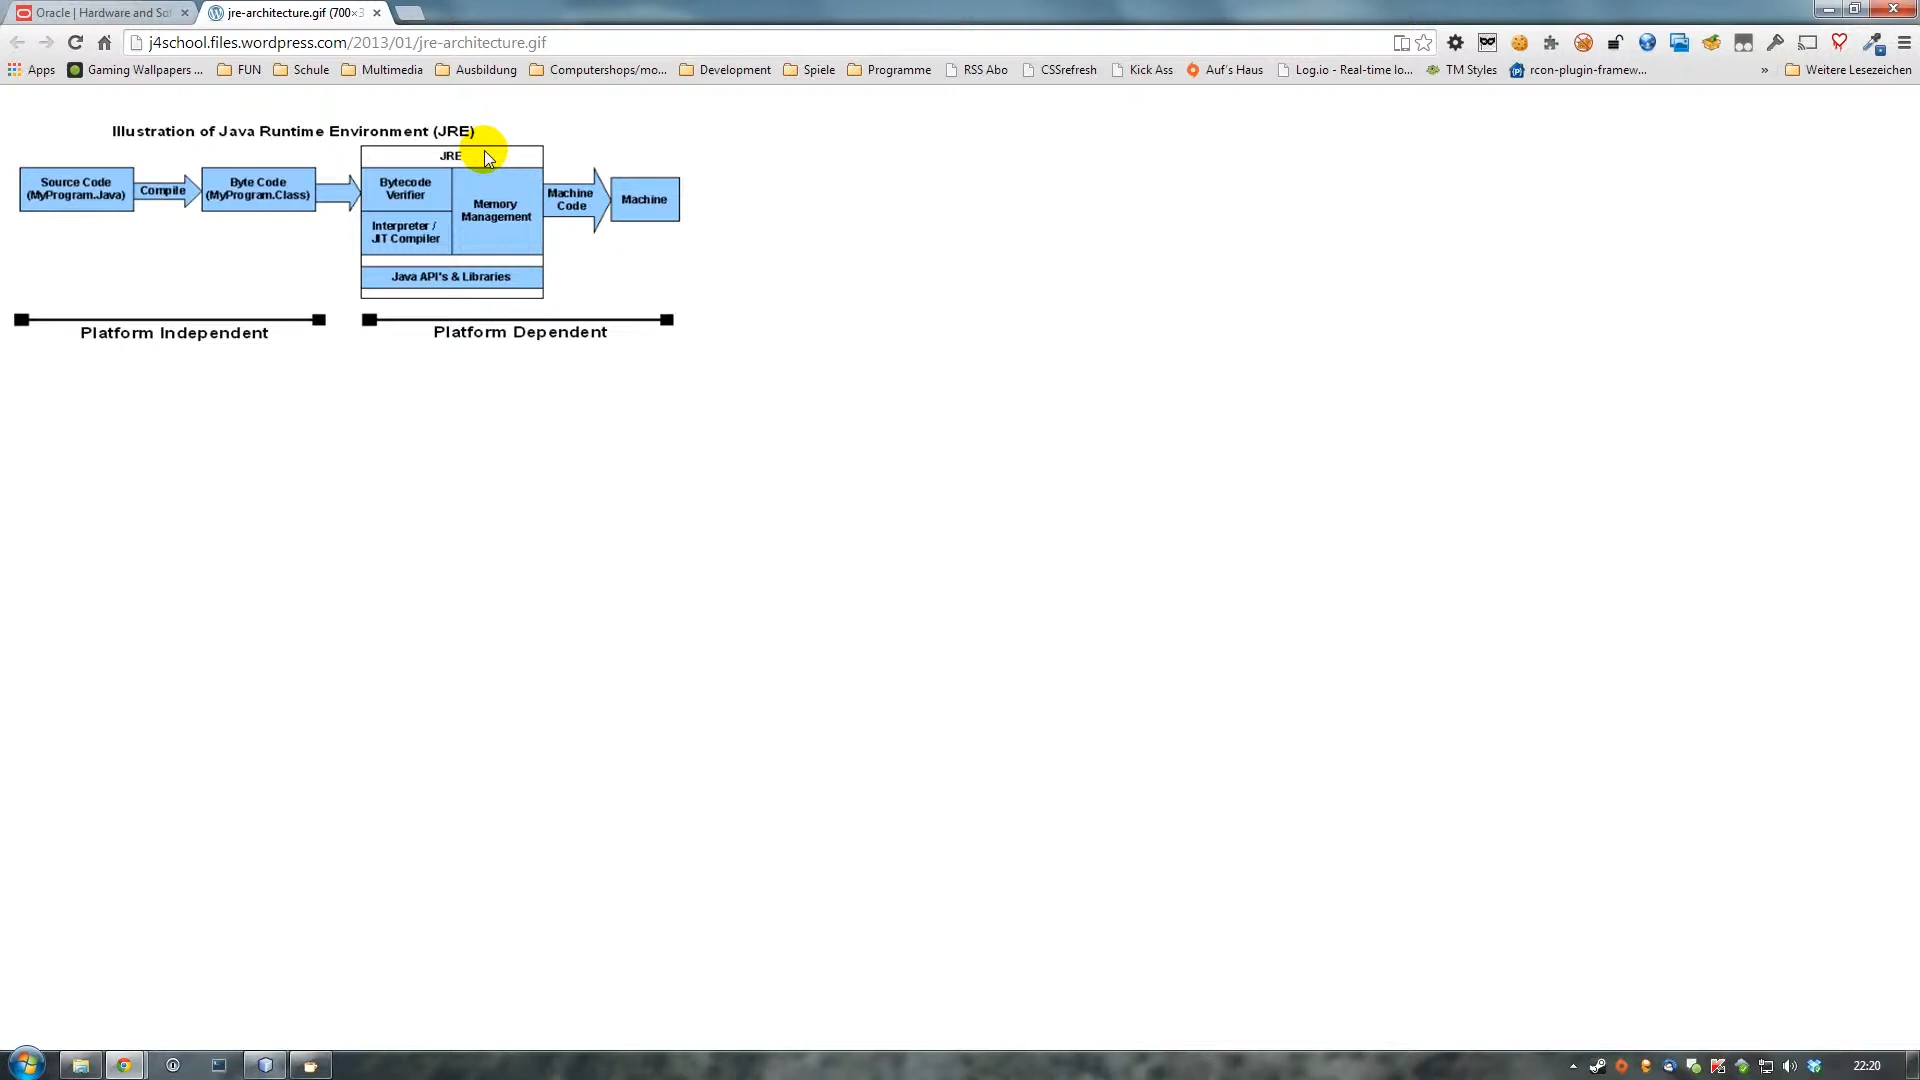 Oracle | Hardware and Sof
jre-architecture.gif (700×3
j4school.files.wordpress.com/2013/01/jre-architecture.gif
Apps
Gaming Wallpapers ...
FUN
Schule
Multimedia
Ausbildung
Computershops/mo...
Development
Spiele
Programme
RSS Abo
CSSrefresh
Kick Ass
Auf's Haus
Log.io - Real-time lo...
TM Styles
rcon-plugin-framew...
»
Weitere Lesezeichen
Illustration of Java Runtime Environment (JRE)
JRE
Source Code
(MyProgram.Java)
Compile
Byte Code
(MyProgram.Class)
Bytecode
Verifier
Interpreter /
JIT Compiler
Memory
Management
Java API's & Libraries
Machine
Code
Machine
Platform Independent
Platform Dependent
22:20